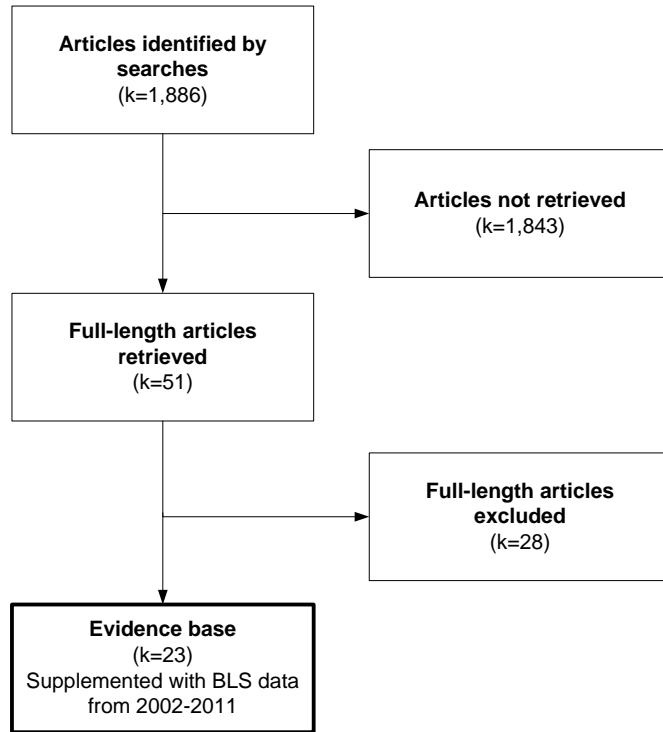 Articles identified by
searches
(k=1,886)
Articles not retrieved
(k=1,843)
Full-length articles
retrieved
(k=51)
Full-length articles
excluded
(k=28)
Evidence base
(k=23)
Supplemented with BLS data
from 2002-2011